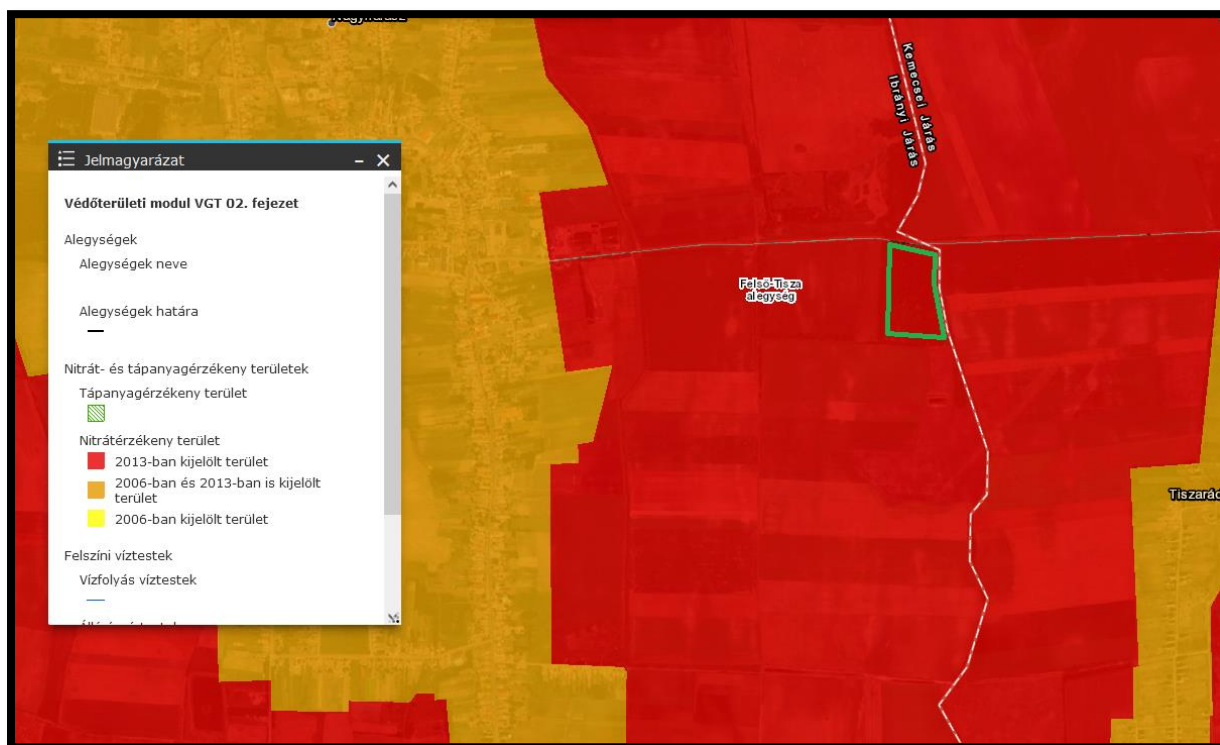 Kemecsei Járás
Ibrányi Járás
Jelmagyarázat
Védőterületi modul VGT 02. fejezet
Alegységek
Alegységek neve
Alegységek határa
Nitrát- és tápanyagérzékeny területek
Tápanyagérzékeny terület
Nitrátérzékeny terület
2013-ban kijelölt terület
2006-ban és 2013-ban is kijelölt
terület
2006-ban kijelölt terület
Felszíni víztestek
Vízfolyás víztestek
Felső-Tisza
alegység
Tiszarád